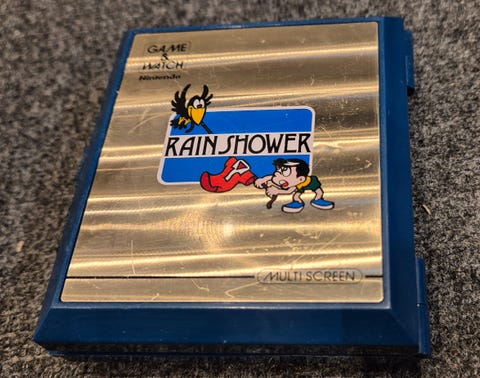 GAME
&
WATCH
Nintendo
RAIN SHOWER
MULTI SCREEN